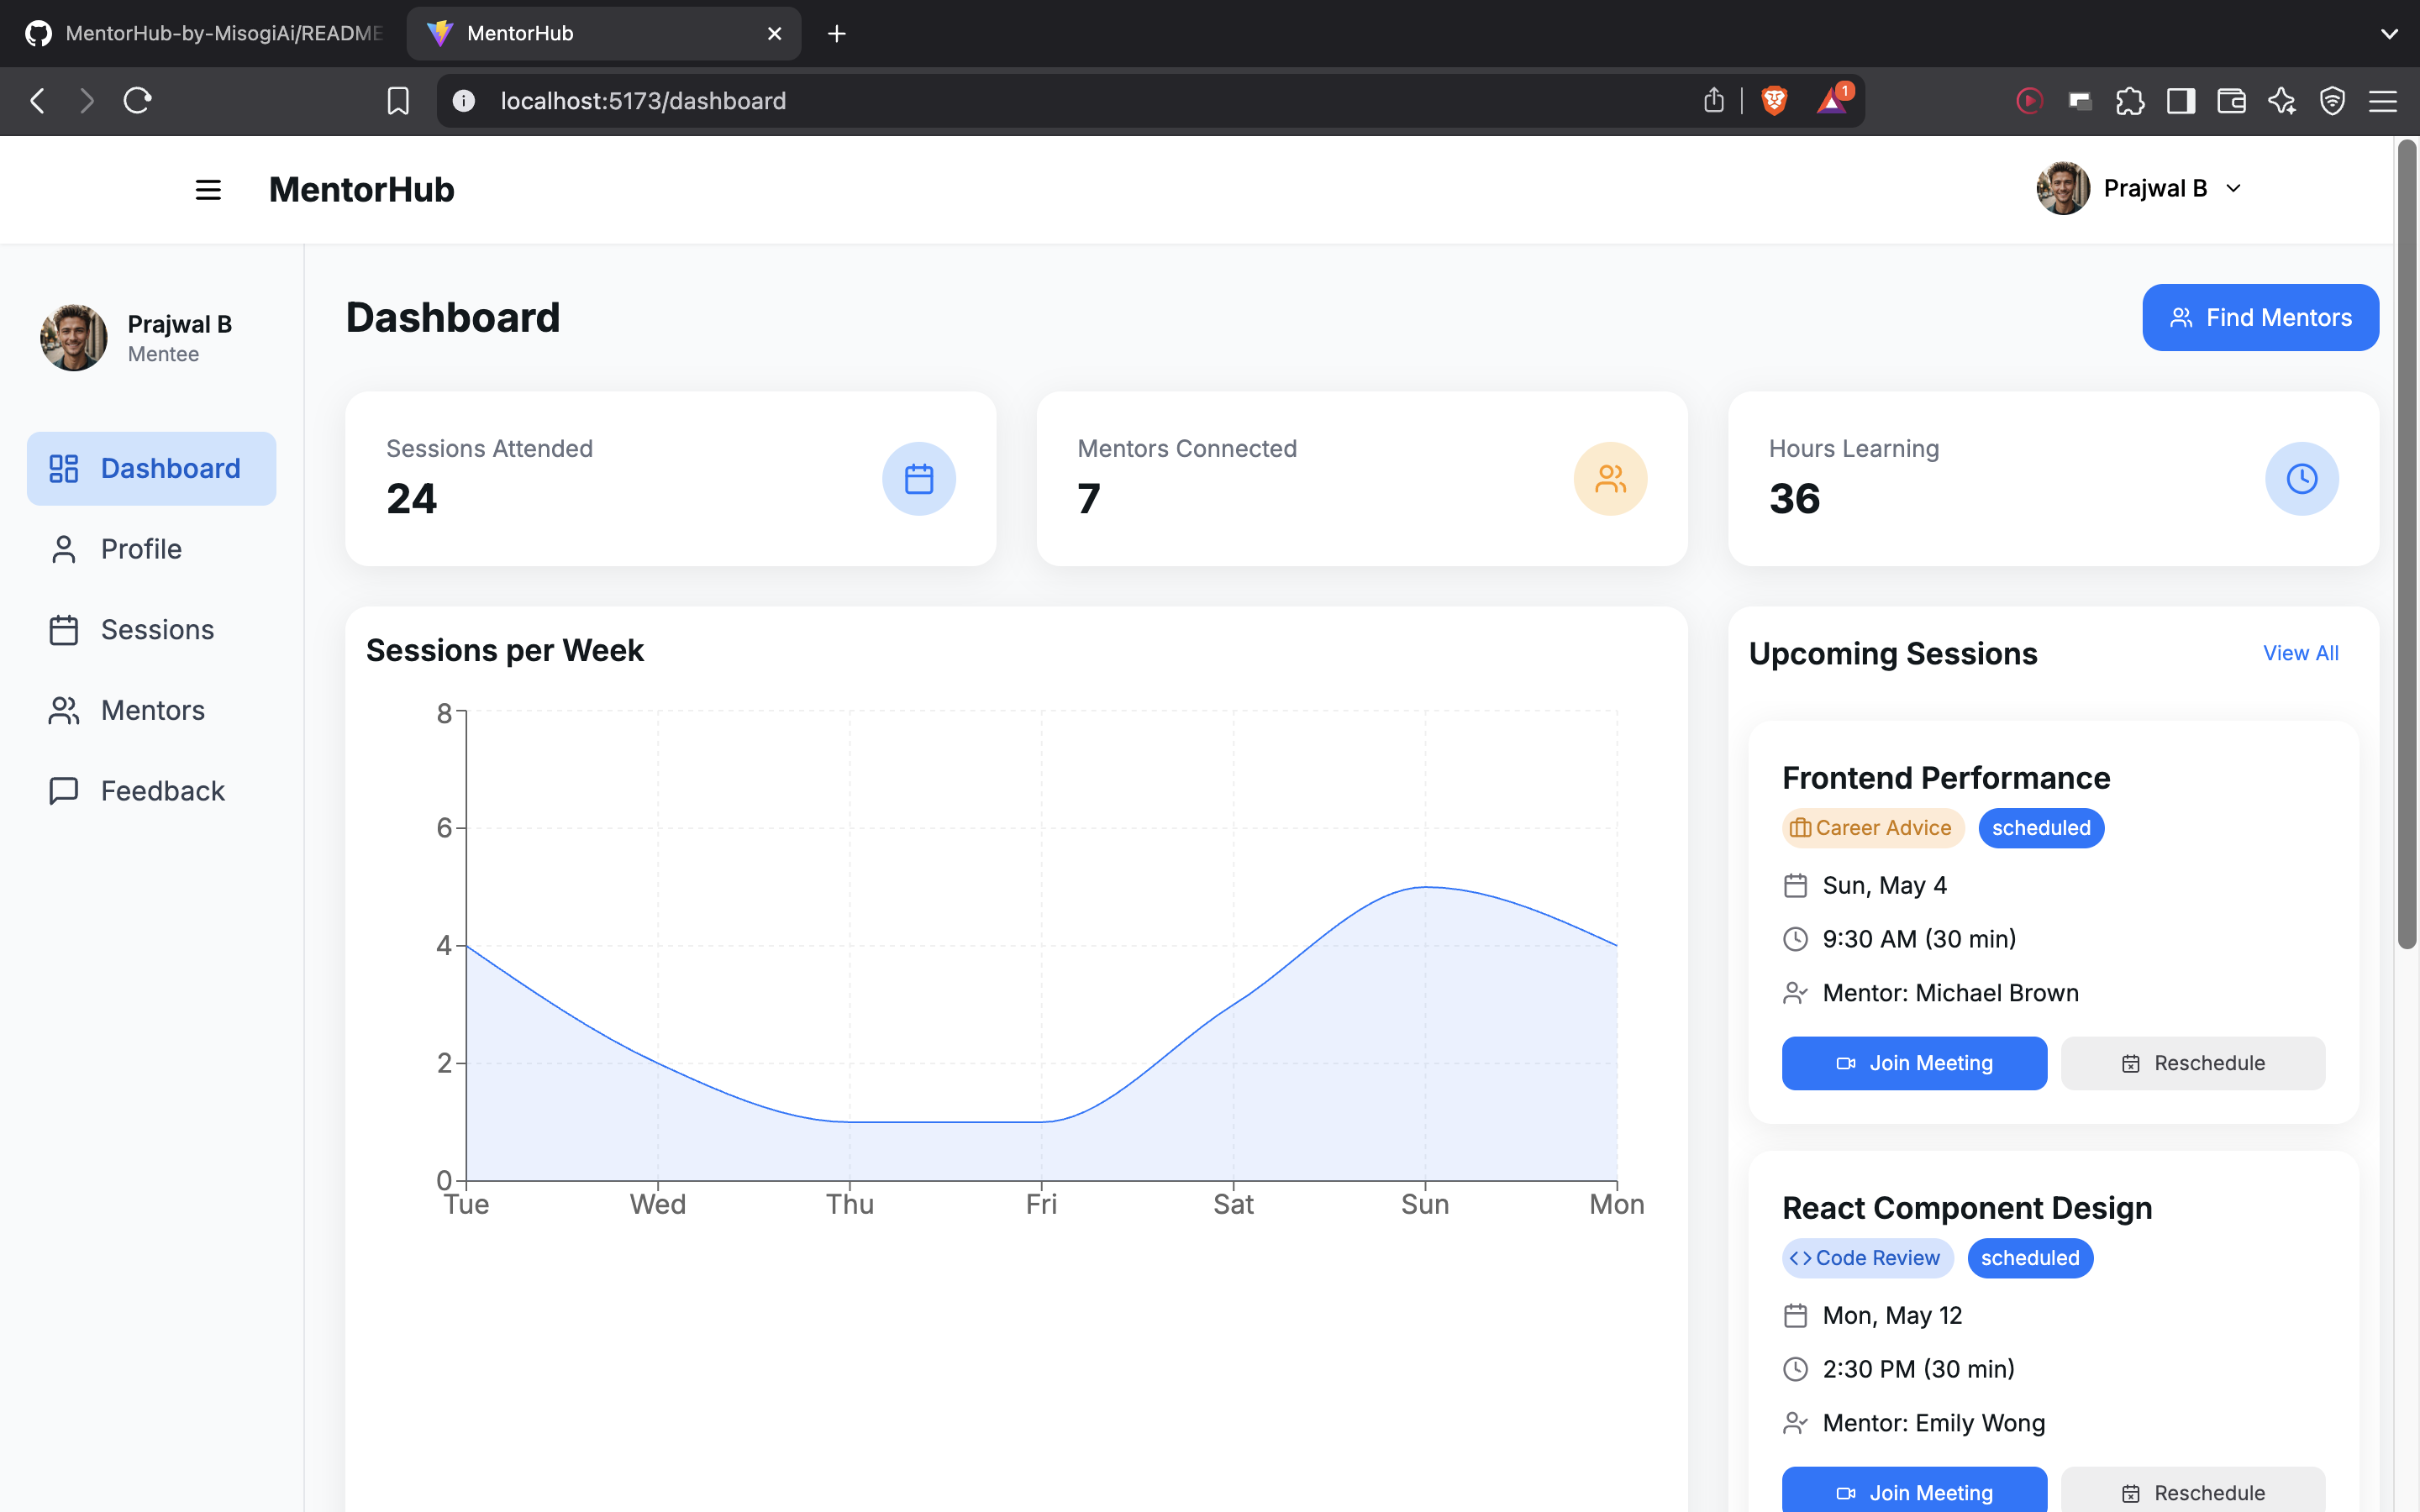 MentorHub-by-MisogiAi/README
MentorHub
localhost:5173/dashboard
1
MentorHub
Prajwal B
Prajwal B
Mentee
Dashboard
Profile
Sessions
Mentors
Feedback
Dashboard
Find Mentors
Sessions Attended
24
Mentors Connected
7
Hours Learning
36
Sessions per Week
8
6
4
2
0
Tue Wed Thu Fri Sat Sun Mon
Upcoming Sessions
View All
Frontend Performance
Career Advice scheduled
Sun, May 4
9:30 AM (30 min)
Mentor: Michael Brown
Join Meeting Reschedule
React Component Design
Code Review scheduled
Mon, May 12
2:30 PM (30 min)
Mentor: Emily Wong
Join Meeting Reschedule